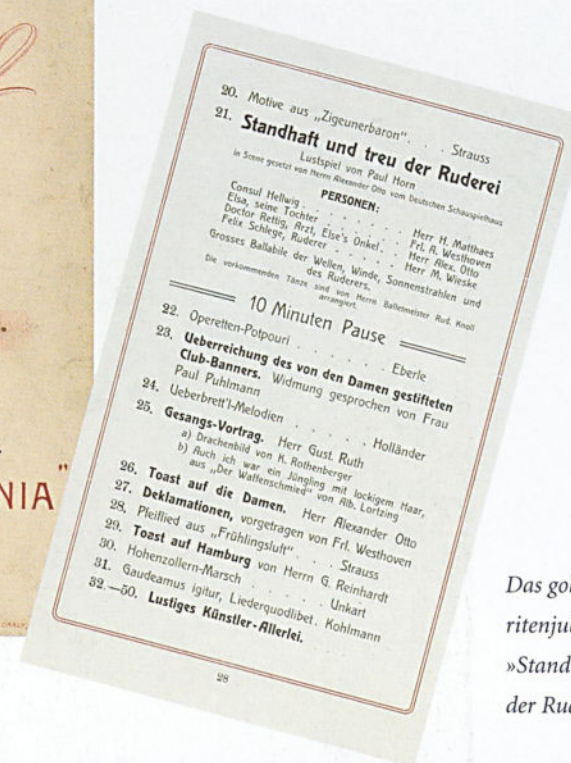 NIA"
20. Motive aus „Zigeunerbaron“. . . . Strauss
21. Standhaft und treu der Ruderei
Lustspiel von Paul Horn
In Scene gesetzt von Herrn Alexander Otto vom Deutschen Schauspielhaus
PERSONEN:
Consul Hellwig . . . . . . . Herr H. Matthaes
Elsa, seine Tochter . . . . . . Frl. A. Westhoven
Doctor Rettig, Arzt, Else's Onkel . . Herr Alex. Otto
Felix Schlege, Ruderer . . . . . Herr M. Wieske
Grosses Ballabile der Wellen, Winde, Sonnenstrahlen und
des Ruderers.
Die vorkommenden Tänze sind von Herrn Balletmeister Rud. Knoll
arrangiert.
10 Minuten Pause
22. Operetten-Potpouri . . . . . . Eberle
23. Ueberreichung des von den Damen gestifteten
Club-Banners. Widmung gesprochen von Frau
Paul Puhlmann
24. Ueberbrett'l-Melodien . . . . . Holländer
25. Gesangs-Vortrag. Herr Gust. Ruth
a) Drachenbild von K. Rothenberger
b) Auch ich war ein Jüngling mit lockigem Haar,
aus „Der Waffenschmied“ von Alb. Lortzing
26. Toast auf die Damen. Herr Alexander Otto
27. Deklamationen, vorgetragen von Frl. Westhoven
28. Pfeiflied aus „Frühlingsluft“ . . . Strauss
29. Toast auf Hamburg von Herrn G. Reinhardt
30. Hohenzollern-Marsch . . . . . Unkart
31. Gaudeamus igitur, Liederquodlibet. Kohlmann
32.—50. Lustiges Künstler-Allerlei.
28
Das gol
ritenjul
»Stand
der Rud